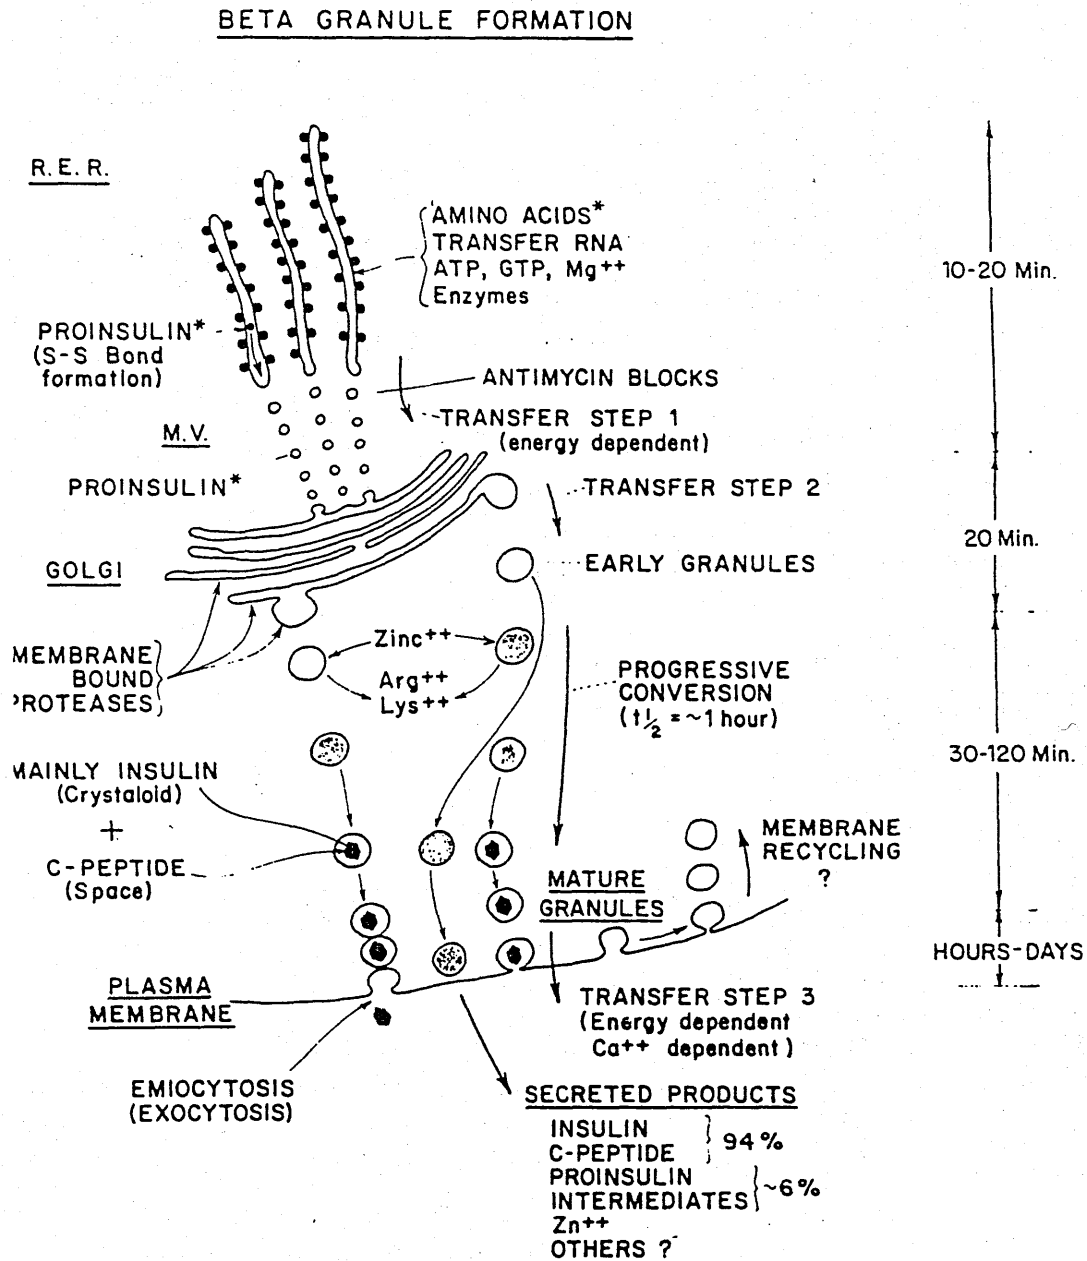 BETA GRANULE FORMATION
R.E.R.
AMINO ACIDS*
TRANSFER RNA
ATP, GTP, Mg++
Enzymes
10-20 Min.
PROINSULIN*
(S-S Bond
formation)
ANTIMYCIN BLOCKS
TRANSFER STEP 1
(energy dependent)
M.V.
PROINSULIN*
TRANSFER STEP 2
20 Min.
EARLY GRANULES
GOLGI
Zinc++
MEMBRANE
BOUND
PROTEASES
Arg++
Lys++
PROGRESSIVE
CONVERSION
(t½ = ~1 hour)
30-120 Min.
MAINLY INSULIN
(Crystaloid)
+
C-PEPTIDE
(Space)
MEMBRANE
RECYCLING
?
MATURE
GRANULES
HOURS-DAYS
PLASMA
MEMBRANE
TRANSFER STEP 3
(Energy dependent
Ca++ dependent)
EMIOCYTOSIS
(EXOCYTOSIS)
SECRETED PRODUCTS
INSULIN
C-PEPTIDE
94%
PROINSULIN
INTERMEDIATES
~6%
Zn++
OTHERS ?